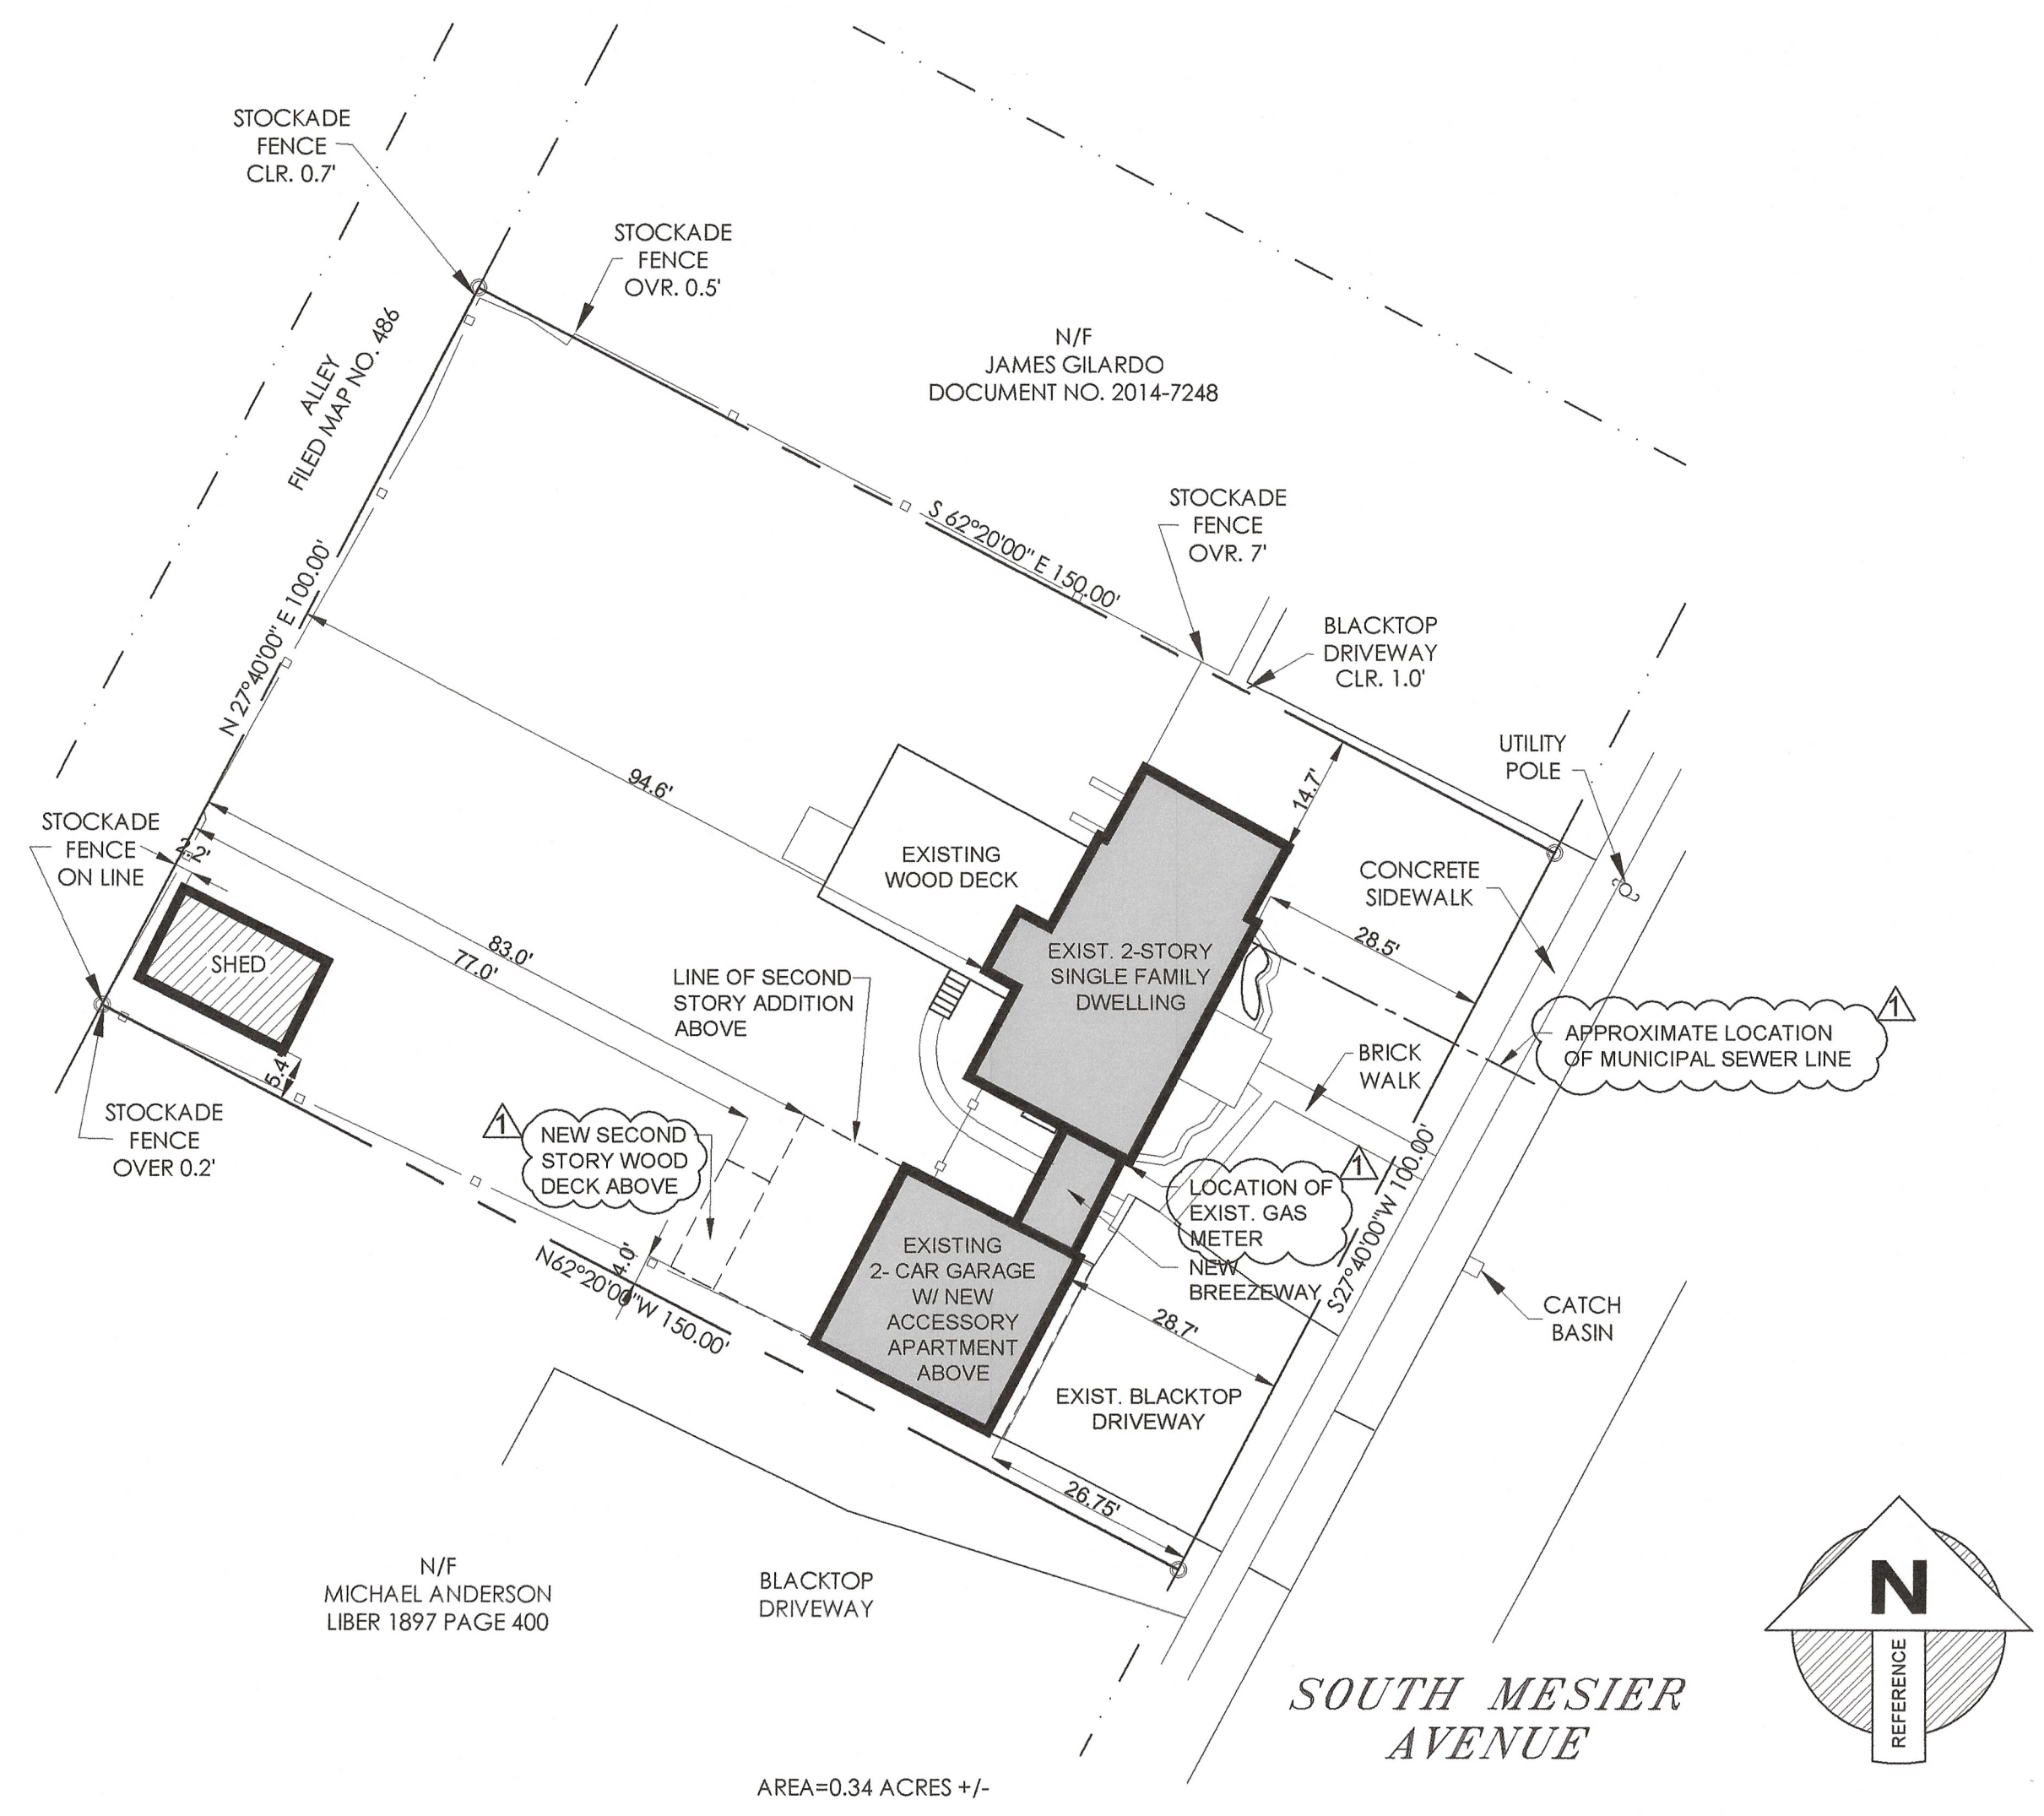 STOCKADE
FENCE
CLR. 0.7'
STOCKADE
FENCE
OVR. 0.5'
ALLEY
FILED MAP NO. 486
N/F
JAMES GILARDO
DOCUMENT NO. 2014-7248
S 62°20'00" E 150.00'
STOCKADE
FENCE
OVR. 7'
BLACKTOP
DRIVEWAY
CLR. 1.0'
N 27°40'00" E 100.00'
UTILITY
POLE
14.7'
94.6'
STOCKADE
FENCE
ON LINE
2.2'
EXISTING
WOOD DECK
CONCRETE
SIDEWALK
SHED
83.0'
77.0'
28.5'
EXIST. 2-STORY
SINGLE FAMILY
DWELLING
LINE OF SECOND
STORY ADDITION
ABOVE
1
APPROXIMATE LOCATION
OF MUNICIPAL SEWER LINE
BRICK
WALK
5.4
STOCKADE
FENCE
OVER 0.2'
1
NEW SECOND
STORY WOOD
DECK ABOVE
1
LOCATION OF
EXIST. GAS
METER
NEW
BREEZEWAY
S27°40'00"W 100.00'
4.0'
N62°20'00"W 150.00'
EXISTING
2- CAR GARAGE
W/ NEW
ACCESSORY
APARTMENT
ABOVE
28.7'
CATCH
BASIN
EXIST. BLACKTOP
DRIVEWAY
26.75'
N/F
MICHAEL ANDERSON
LIBER 1897 PAGE 400
BLACKTOP
DRIVEWAY
SOUTH MESIER
AVENUE
N
REFERENCE
AREA=0.34 ACRES +/-